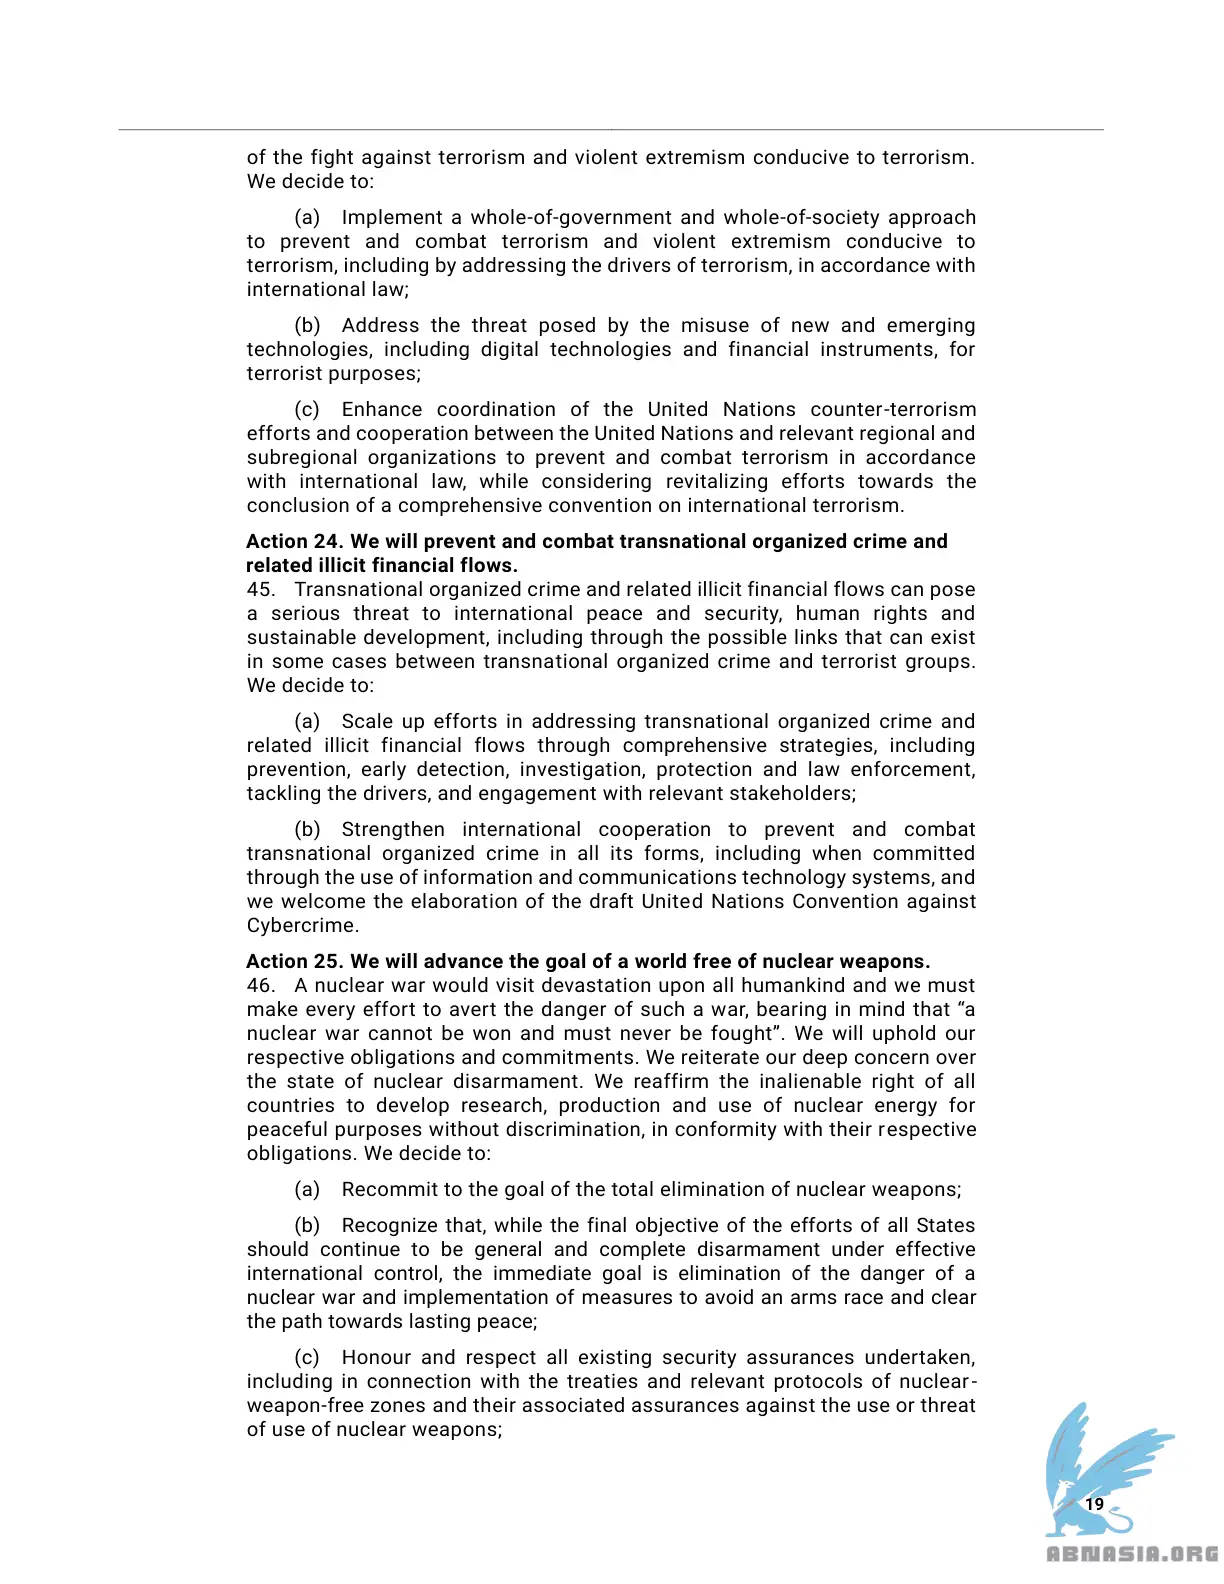 of the fight against terrorism and violent extremism conducive to terrorism.
We decide to:
(a) Implement a whole-of-government and whole-of-society approach
to prevent and combat terrorism and violent extremism conducive to
terrorism, including by addressing the drivers of terrorism, in accordance with
international law;
(b) Address the threat posed by the misuse of new and emerging
technologies, including digital technologies and financial instruments, for
terrorist purposes;
(c) Enhance coordination of the United Nations counter-terrorism
efforts and cooperation between the United Nations and relevant regional and
subregional organizations to prevent and combat terrorism in accordance
with international law, while considering revitalizing efforts towards the
conclusion of a comprehensive convention on international terrorism.
Action 24. We will prevent and combat transnational organized crime and
related illicit financial flows.
45. Transnational organized crime and related illicit financial flows can pose
a serious threat to international peace and security, human rights and
sustainable development, including through the possible links that can exist
in some cases between transnational organized crime and terrorist groups.
We decide to:
(a) Scale up efforts in addressing transnational organized crime and
related illicit financial flows through comprehensive strategies, including
prevention, early detection, investigation, protection and law enforcement,
tackling the drivers, and engagement with relevant stakeholders;
(b) Strengthen international cooperation to prevent and combat
transnational organized crime in all its forms, including when committed
through the use of information and communications technology systems, and
we welcome the elaboration of the draft United Nations Convention against
Cybercrime.
Action 25. We will advance the goal of a world free of nuclear weapons.
46. A nuclear war would visit devastation upon all humankind and we must
make every effort to avert the danger of such a war, bearing in mind that “a
nuclear war cannot be won and must never be fought”. We will uphold our
respective obligations and commitments. We reiterate our deep concern over
the state of nuclear disarmament. We reaffirm the inalienable right of all
countries to develop research, production and use of nuclear energy for
peaceful purposes without discrimination, in conformity with their respective
obligations. We decide to:
(a) Recommit to the goal of the total elimination of nuclear weapons;
(b) Recognize that, while the final objective of the efforts of all States
should continue to be general and complete disarmament under effective
international control, the immediate goal is elimination of the danger of a
nuclear war and implementation of measures to avoid an arms race and clear
the path towards lasting peace;
(c) Honour and respect all existing security assurances undertaken,
including in connection with the treaties and relevant protocols of nuclear-
weapon-free zones and their associated assurances against the use or threat
of use of nuclear weapons;
19
ABNASIA.ORG